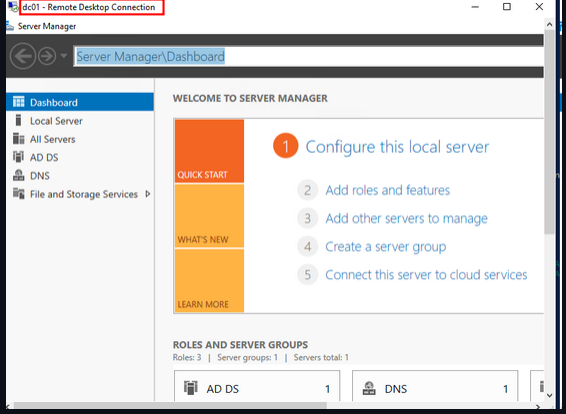 dc01 - Remote Desktop Connection
Server Manager
Server Manager\Dashboard
Dashboard
Local Server
All Servers
AD DS
DNS
File and Storage Services
WELCOME TO SERVER MANAGER
QUICK START
WHAT'S NEW
LEARN MORE
1 Configure this local server
2 Add roles and features
3 Add other servers to manage
4 Create a server group
5 Connect this server to cloud services
ROLES AND SERVER GROUPS
Roles: 3 | Server groups: 1 | Servers total: 1
AD DS 1
DNS 1